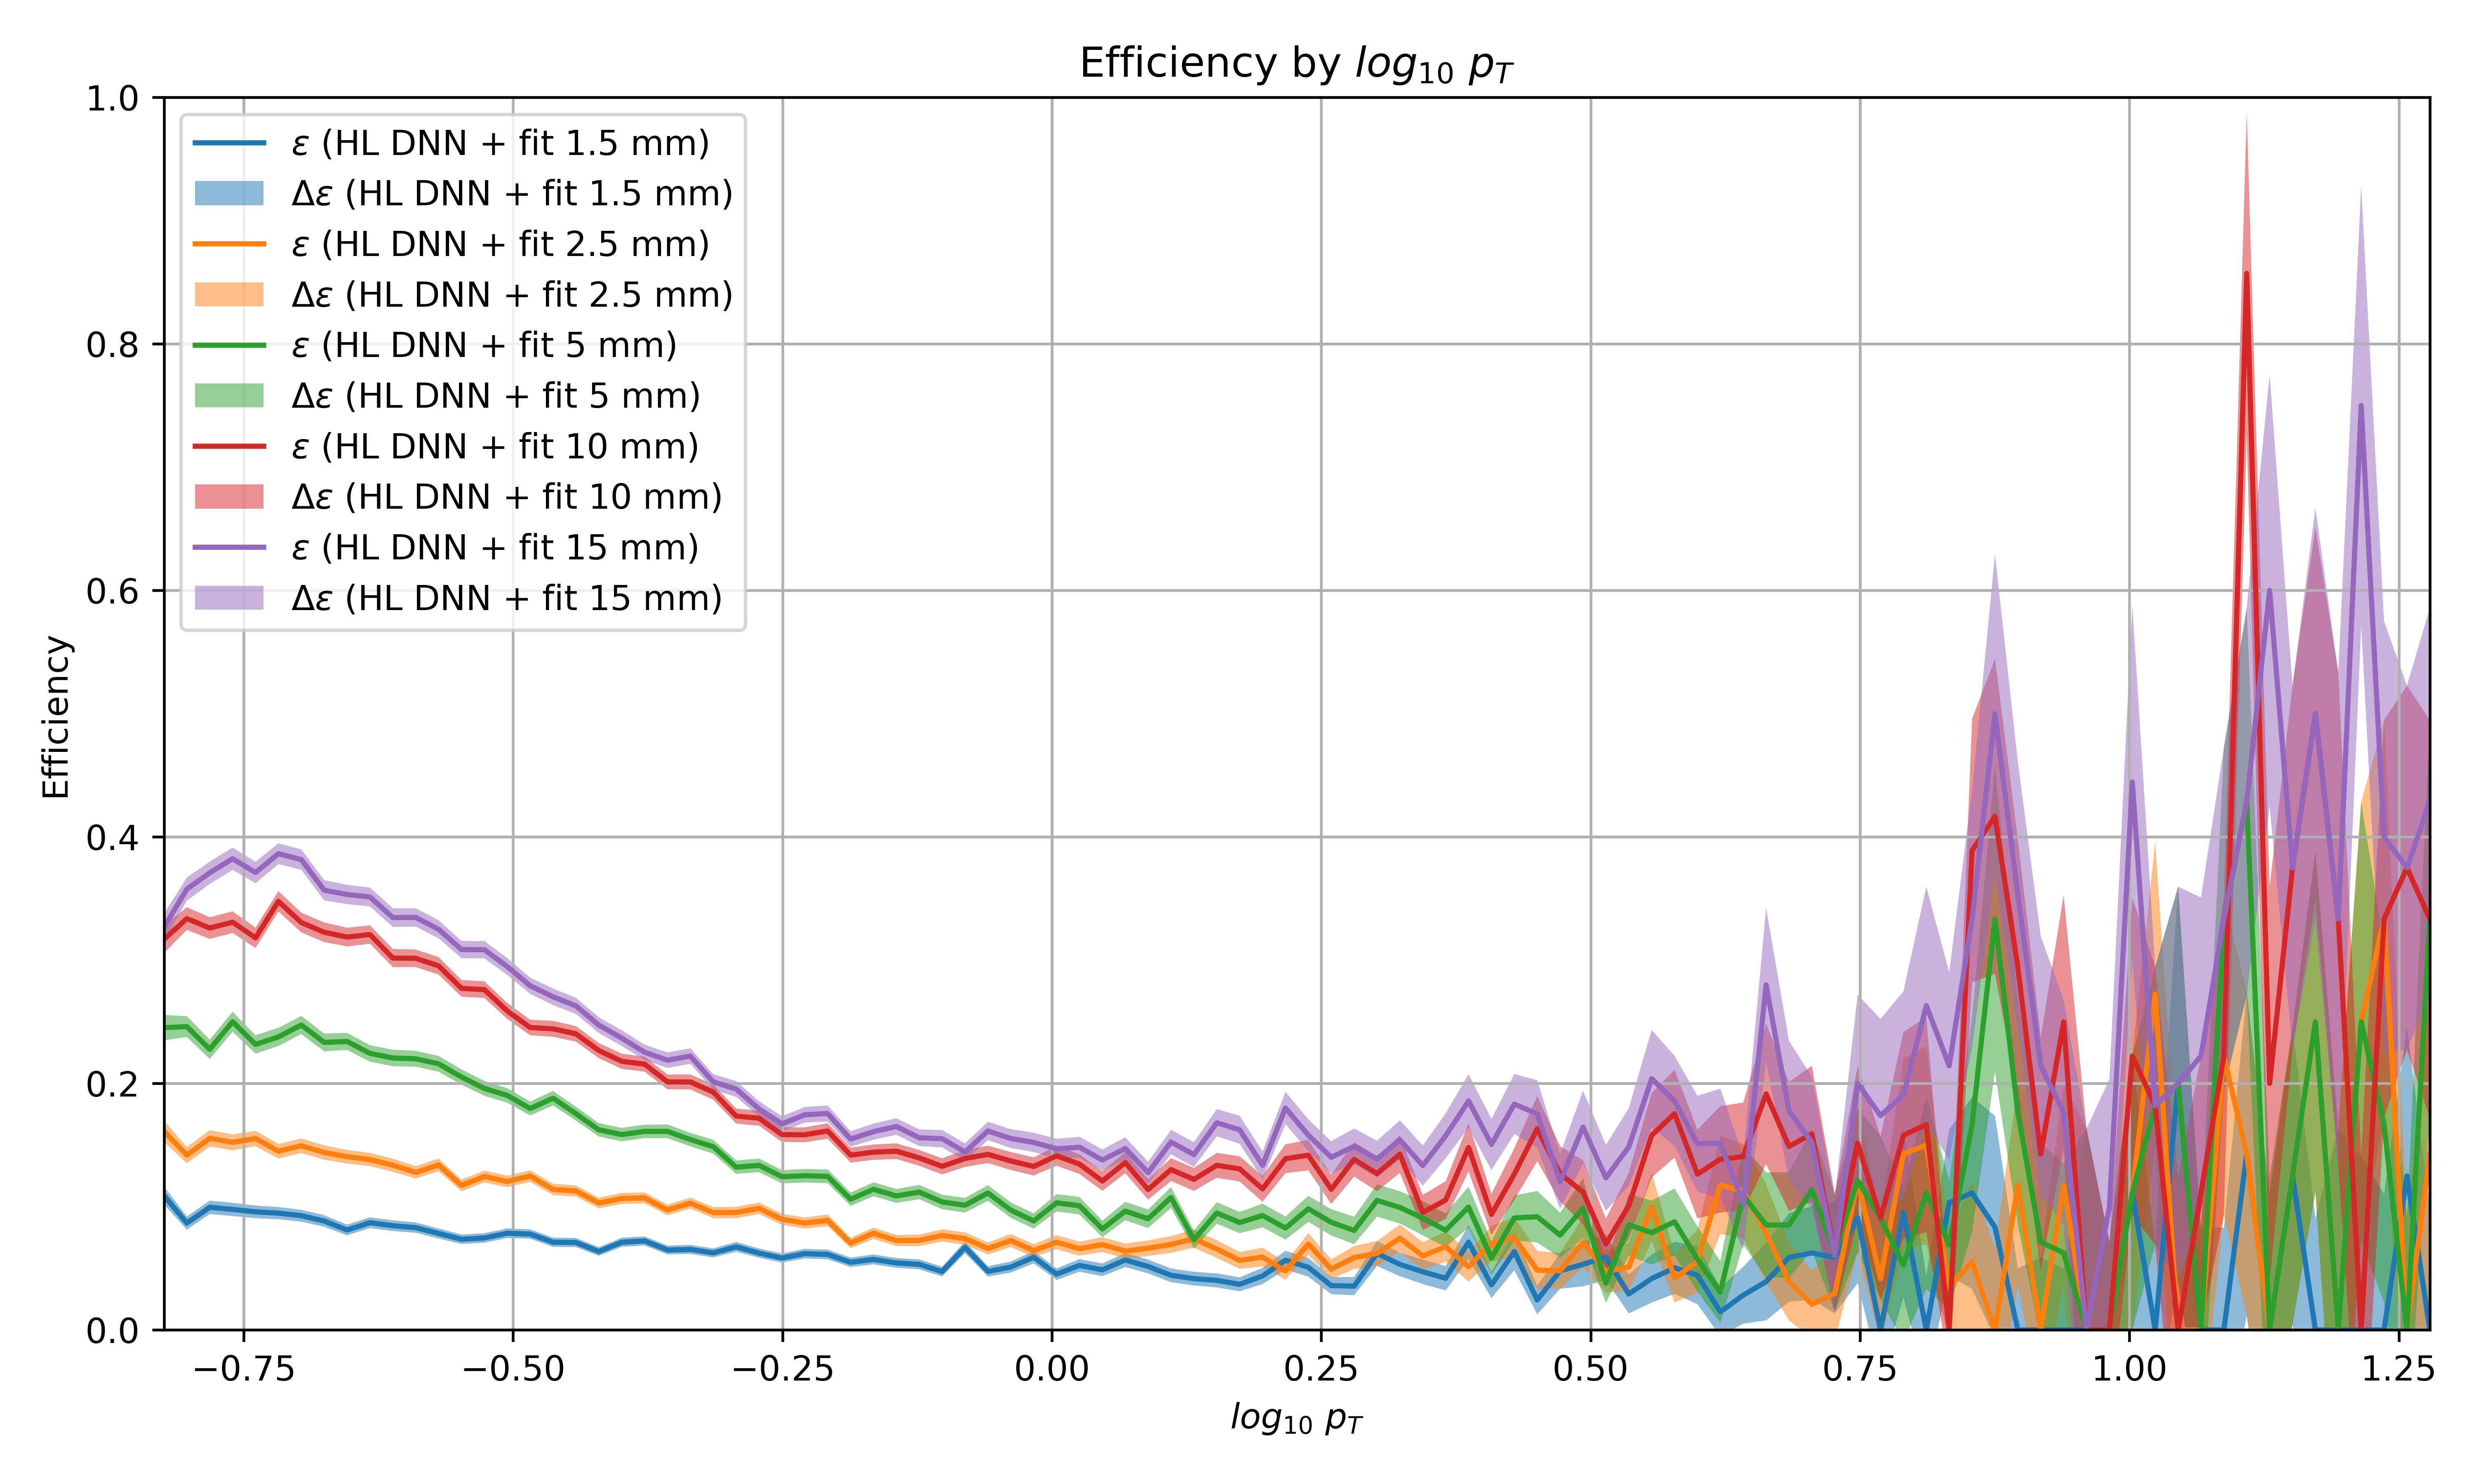 Efficiency by log₁₀ p_T
1.0
0.8
0.6
0.4
0.2
0.0
Efficiency
ε (HL DNN + fit 1.5 mm)
Δε (HL DNN + fit 1.5 mm)
ε (HL DNN + fit 2.5 mm)
Δε (HL DNN + fit 2.5 mm)
ε (HL DNN + fit 5 mm)
Δε (HL DNN + fit 5 mm)
ε (HL DNN + fit 10 mm)
Δε (HL DNN + fit 10 mm)
ε (HL DNN + fit 15 mm)
Δε (HL DNN + fit 15 mm)
−0.75 −0.50 −0.25 0.00 0.25 0.50 0.75 1.00 1.25
log₁₀ p_T